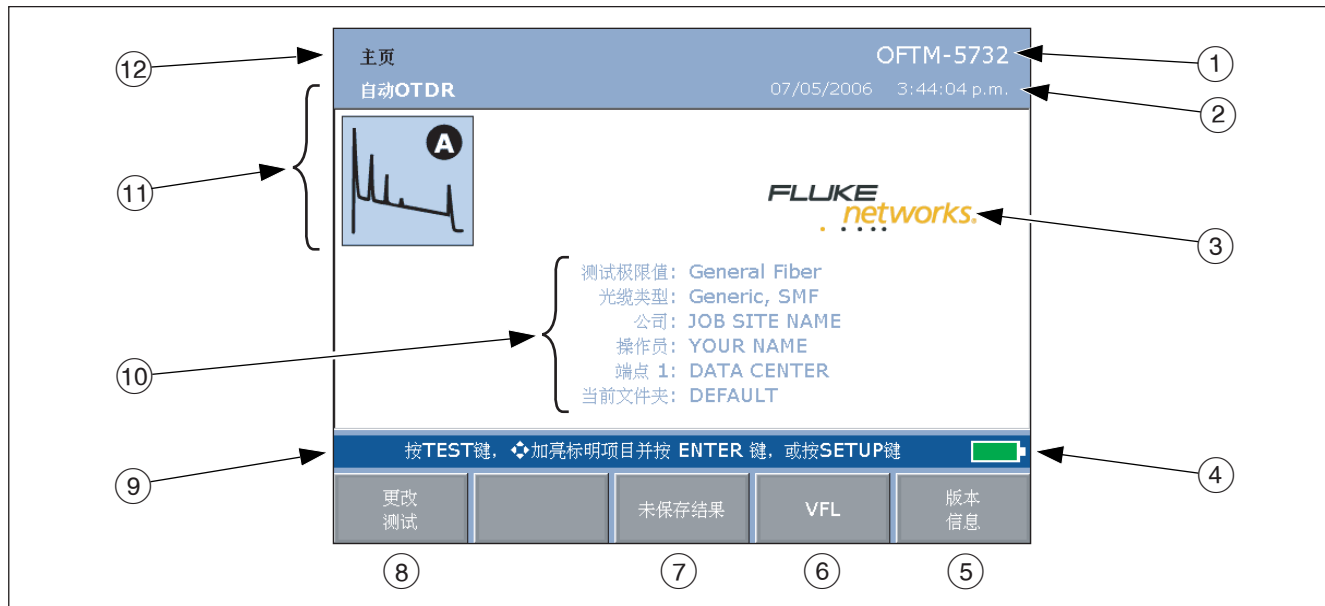 主页
OFTM-5732
自动OTDR
07/05/2006 3:44:04 p.m.
A
FLUKE
networks.
测试极限值: General Fiber
光缆类型: Generic, SMF
公司: JOB SITE NAME
操作员: YOUR NAME
端点 1: DATA CENTER
当前文件夹: DEFAULT
按TEST键, 加亮标明项目并按 ENTER 键, 或按SETUP键
更改
测试
未保存结果
VFL
版本
信息
1
2
3
4
5
6
7
8
9
10
11
12